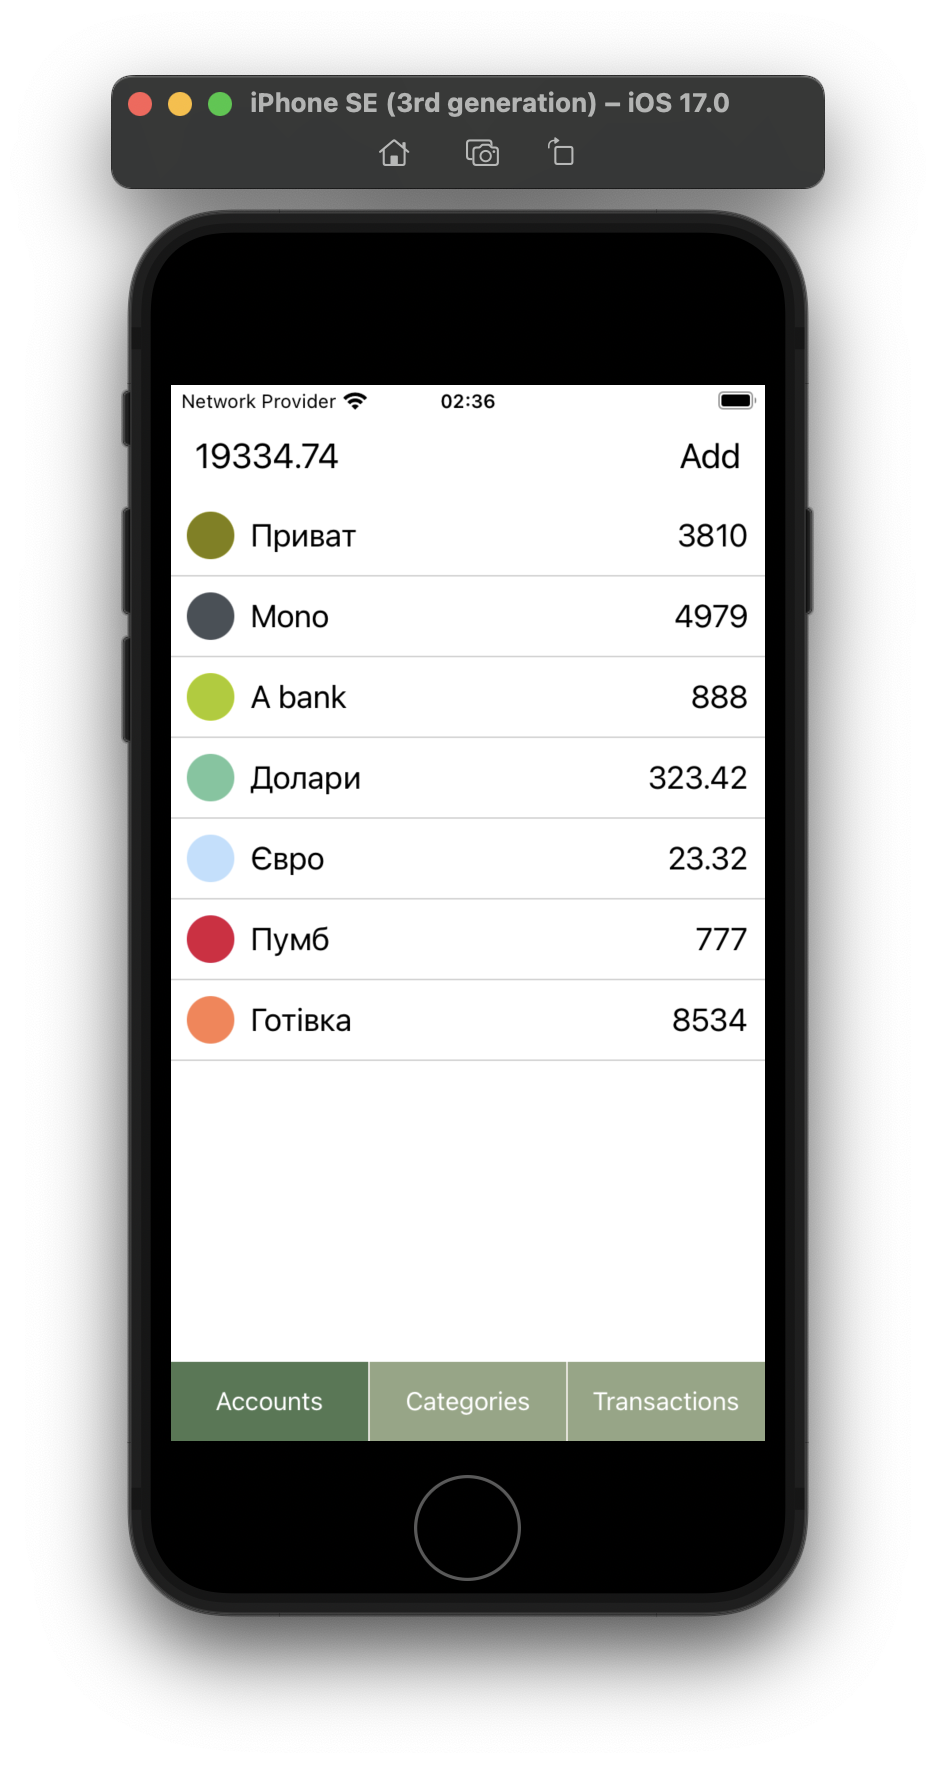 iPhone SE (3rd generation) – iOS 17.0
Network Provider 02:36
19334.74 Add
Приват 3810
Mono 4979
A bank 888
Долари 323.42
Євро 23.32
Пумб 777
Готівка 8534
Accounts Categories Transactions